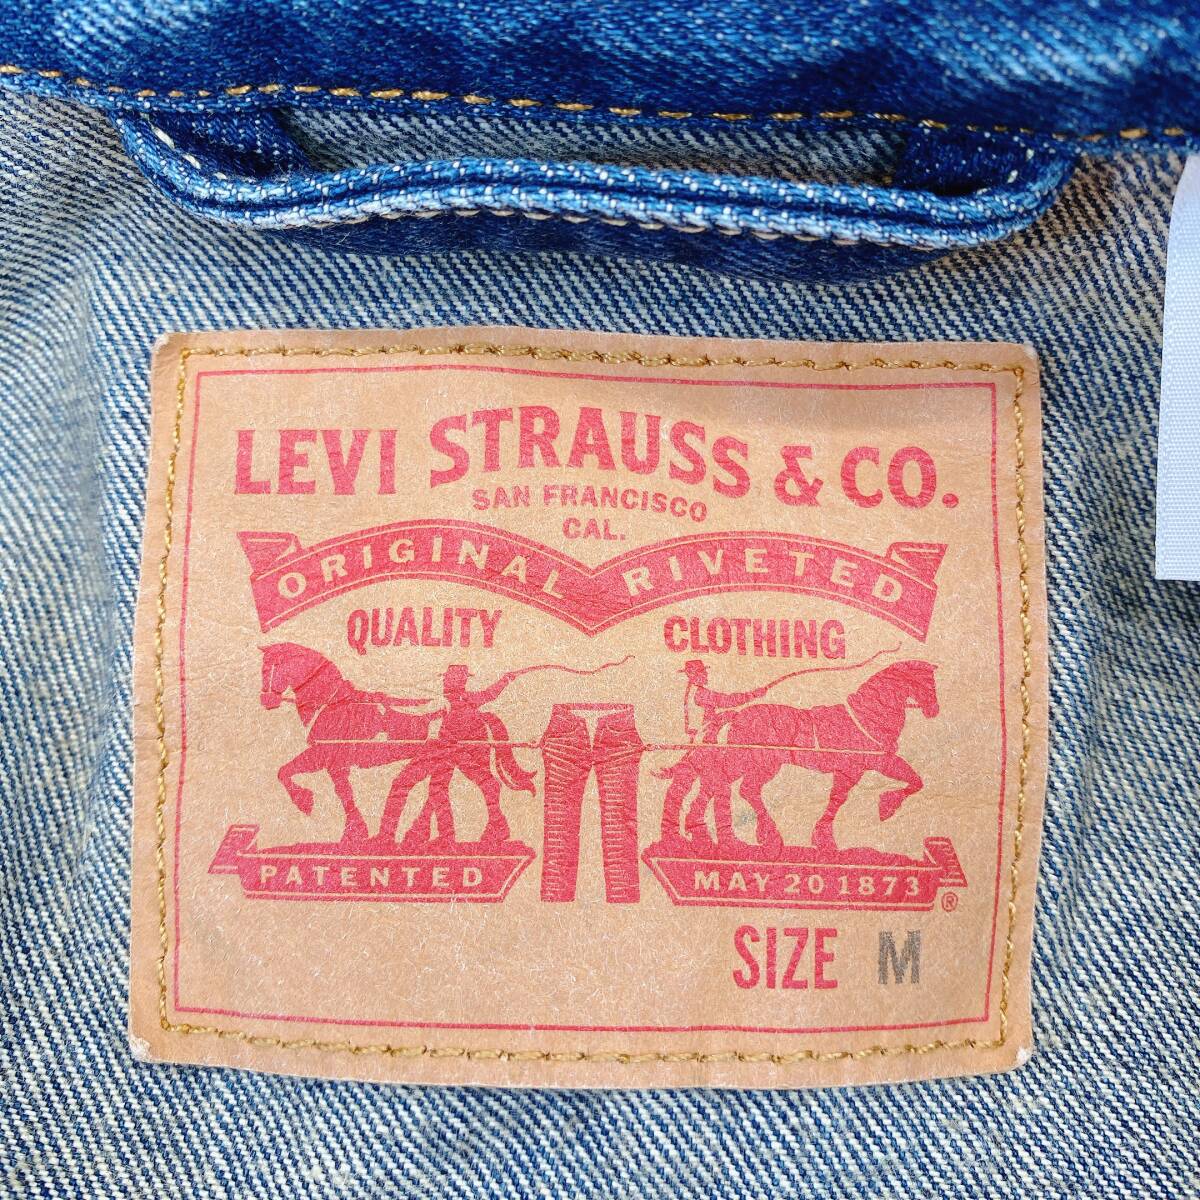 LEVI STRAUSS & CO.
SAN FRANCISCO
CAL.
ORIGINAL RIVETED
QUALITY CLOTHING
PATENTED MAY 20 1873 ®
SIZE M